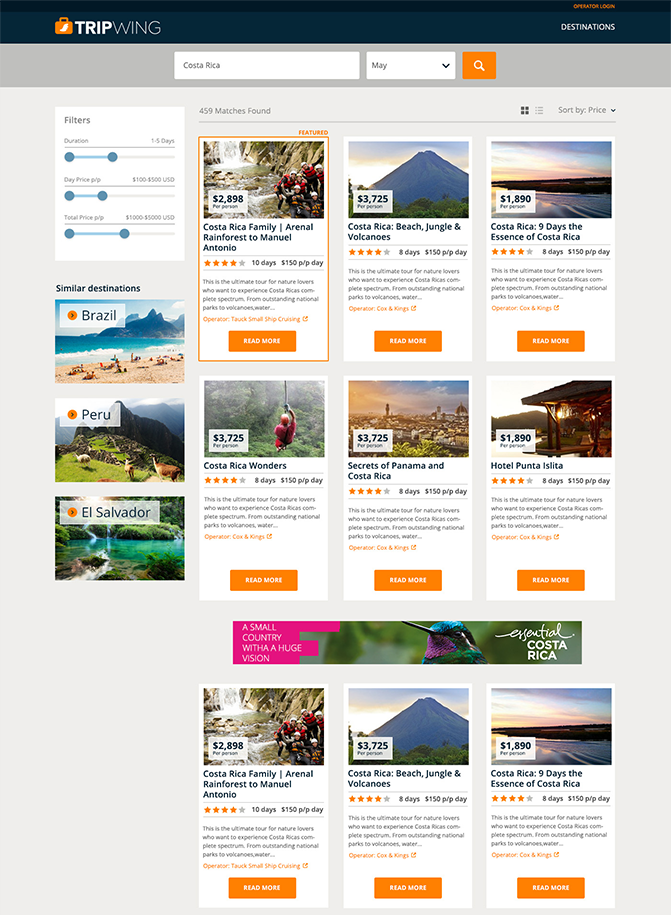 OPERATOR LOGIN
TRIPWING
DESTINATIONS
Costa Rica
May
Filters
Duration
1-5 Days
Day Price p/p
$100-$500 USD
Total Price p/p
$1000-$5000 USD
Similar destinations
Brazil
Peru
El Salvador
459 Matches Found
Sort by: Price
FEATURED
$2,898
Per person
Costa Rica Family | Arenal
Rainforest to Manuel
Antonio
10 days $150 p/p day
This is the ultimate tour for nature lovers
who want to experience Costa Ricas com-
plete spectrum. From outstanding national
parks to volcanoes,water...
Operator: Tauck Small Ship Cruising
READ MORE
$3,725
Per person
Costa Rica: Beach, Jungle &
Volcanoes
8 days $150 p/p day
This is the ultimate tour for nature lovers
who want to experience Costa Ricas com-
plete spectrum. From outstanding national
parks to volcanoes,water...
Operator: Cox & Kings
READ MORE
$1,890
Per person
Costa Rica: 9 Days the
Essence of Costa Rica
8 days $150 p/p day
This is the ultimate tour for nature lovers
who want to experience Costa Ricas com-
plete spectrum. From outstanding national
parks to volcanoes,water...
Operator: Cox & Kings
READ MORE
$3,725
Per person
Costa Rica Wonders
8 days $150 p/p day
This is the ultimate tour for nature lovers
who want to experience Costa Ricas com-
plete spectrum. From outstanding national
parks to volcanoes, water...
Operator: Cox & Kings
READ MORE
$3,725
Per person
Secrets of Panama and
Costa Rica
8 days $150 p/p day
This is the ultimate tour for nature lovers
who want to experience Costa Ricas com-
plete spectrum. From outstanding national
parks to volcanoes,water...
Operator: Cox & Kings
READ MORE
$1,890
Per person
Hotel Punta Islita
8 days $150 p/p day
This is the ultimate tour for nature lovers
who want to experience Costa Ricas com-
plete spectrum. From outstanding national
parks to volcanoes,water...
Operator: Cox & Kings
READ MORE
A SMALL
COUNTRY
WITHA A HUGE
VISION
essential
COSTA
RICA
$2,898
Per person
Costa Rica Family | Arenal
Rainforest to Manuel
Antonio
10 days $150 p/p day
This is the ultimate tour for nature lovers
who want to experience Costa Ricas com-
plete spectrum. From outstanding national
parks to volcanoes,water...
Operator: Tauck Small Ship Cruising
READ MORE
$3,725
Per person
Costa Rica: Beach, Jungle &
Volcanoes
8 days $150 p/p day
This is the ultimate tour for nature lovers
who want to experience Costa Ricas com-
plete spectrum. From outstanding national
parks to volcanoes,water...
Operator: Cox & Kings
READ MORE
$1,890
Per person
Costa Rica: 9 Days the
Essence of Costa Rica
8 days $150 p/p day
This is the ultimate tour for nature lovers
who want to experience Costa Ricas com-
plete spectrum. From outstanding national
parks to volcanoes,water...
Operator: Cox & Kings
READ MORE